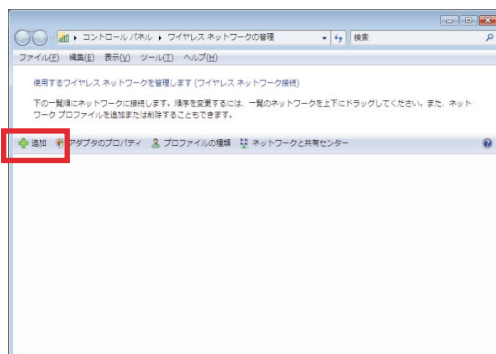 コントロール パネル ▸ ワイヤレス ネットワークの管理 検索
ファイル(F) 編集(E) 表示(V) ツール(T) ヘルプ(H)
使用するワイヤレス ネットワークを管理します (ワイヤレス ネットワーク接続)
下の一覧順にネットワークに接続します。順序を変更するには、一覧のネットワークを上下にドラッグしてください。また、ネット
ワーク プロファイルを追加または削除することもできます。
追加 アダプタのプロパティ プロファイルの種類 ネットワークと共有センター